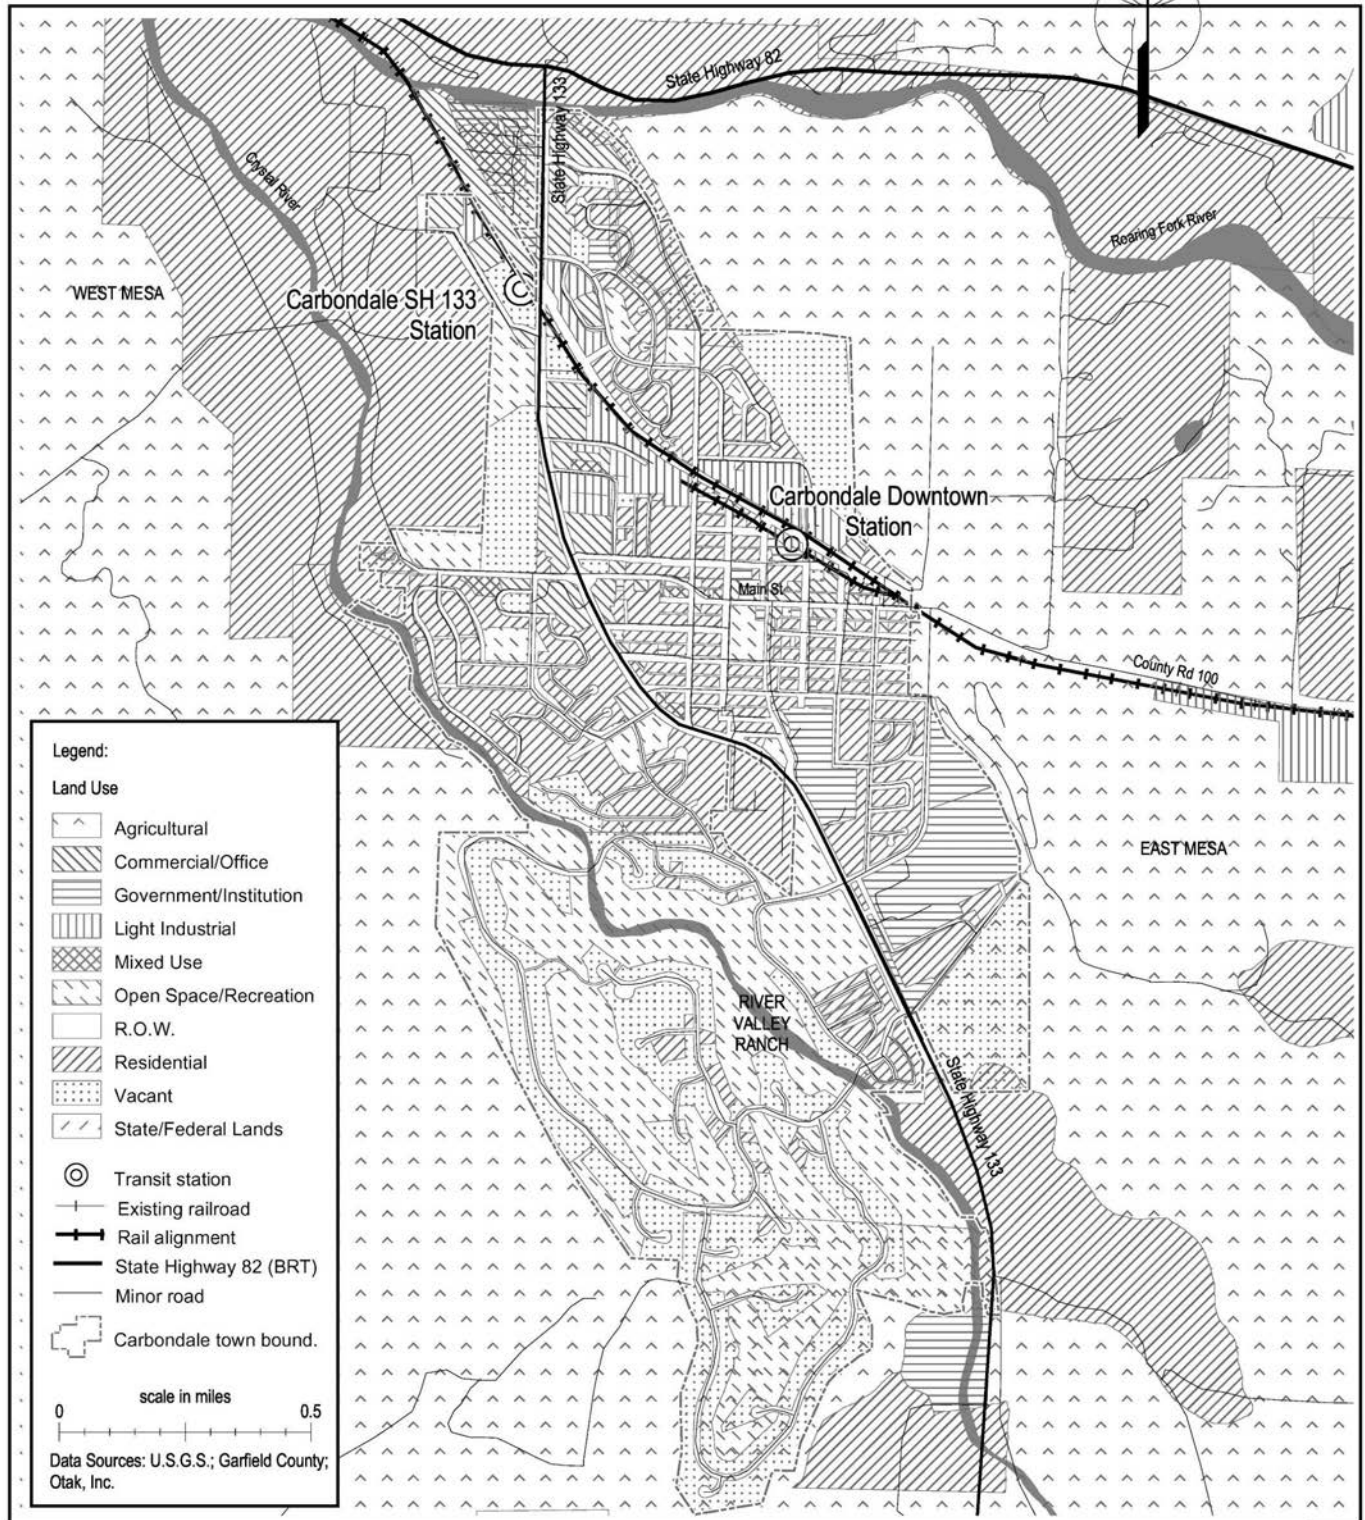 State Highway 82
State Highway 133
Crystal River
Roaring Fork River
WEST MESA
Carbondale SH 133
Station
Carbondale Downtown
Station
Main St
County Rd 100
EAST MESA
RIVER
VALLEY
RANCH
State Highway 133
Legend:
Land Use
Agricultural
Commercial/Office
Government/Institution
Light Industrial
Mixed Use
Open Space/Recreation
R.O.W.
Residential
Vacant
State/Federal Lands
Transit station
Existing railroad
Rail alignment
State Highway 82 (BRT)
Minor road
Carbondale town bound.
scale in miles
0 0.5
Data Sources: U.S.G.S.; Garfield County;
Otak, Inc.